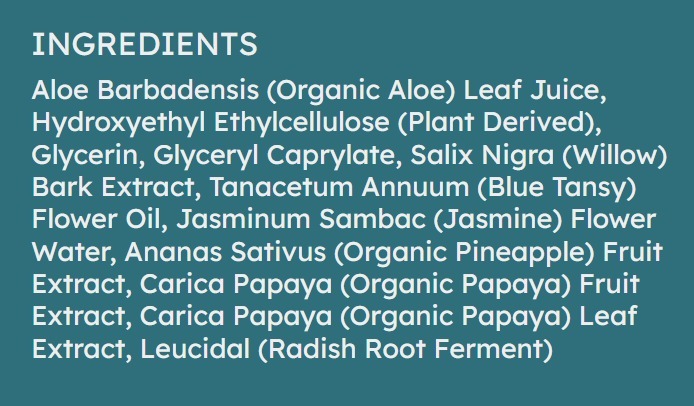 INGREDIENTS
Aloe Barbadensis (Organic Aloe) Leaf Juice,
Hydroxyethyl Ethylcellulose (Plant Derived),
Glycerin, Glyceryl Caprylate, Salix Nigra (Willow)
Bark Extract, Tanacetum Annuum (Blue Tansy)
Flower Oil, Jasminum Sambac (Jasmine) Flower
Water, Ananas Sativus (Organic Pineapple) Fruit
Extract, Carica Papaya (Organic Papaya) Fruit
Extract, Carica Papaya (Organic Papaya) Leaf
Extract, Leucidal (Radish Root Ferment)